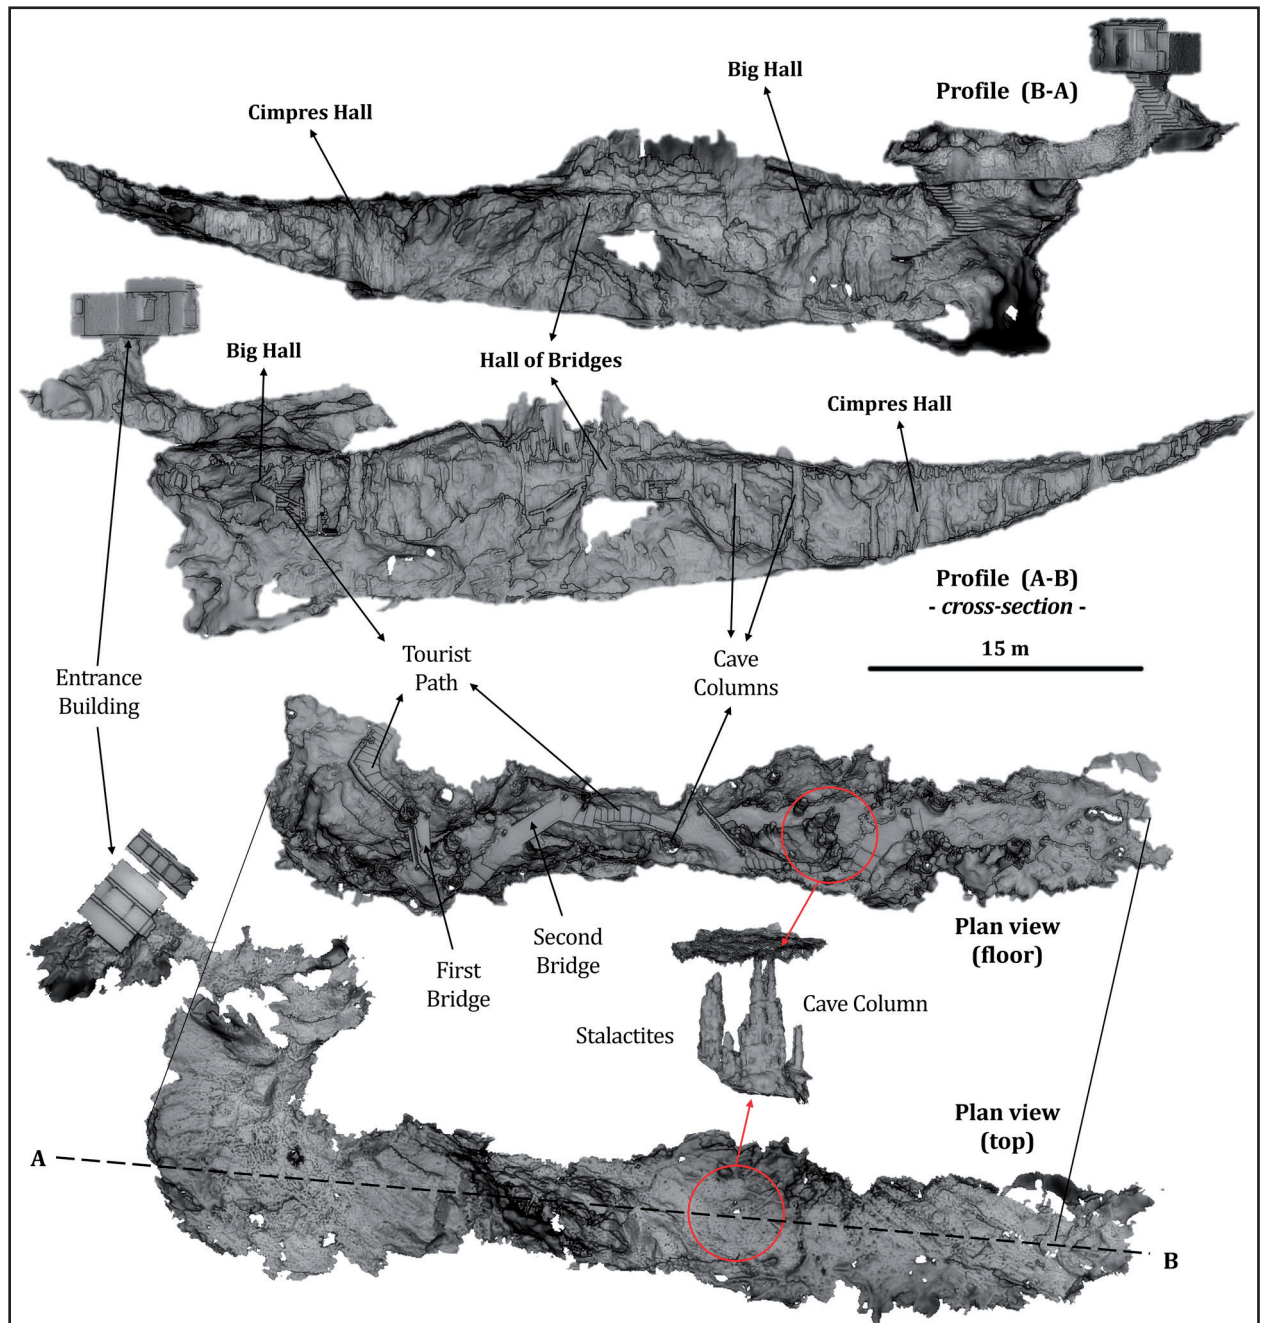 Big Hall
Profile (B-A)
Cimpres Hall
Big Hall
Hall of Bridges
Cimpres Hall
Profile (A-B)
- cross-section -
15 m
Tourist
Path
Cave
Columns
Entrance
Building
Plan view
(floor)
Second
Bridge
First
Bridge
Cave Column
Stalactites
Plan view
(top)
A
B